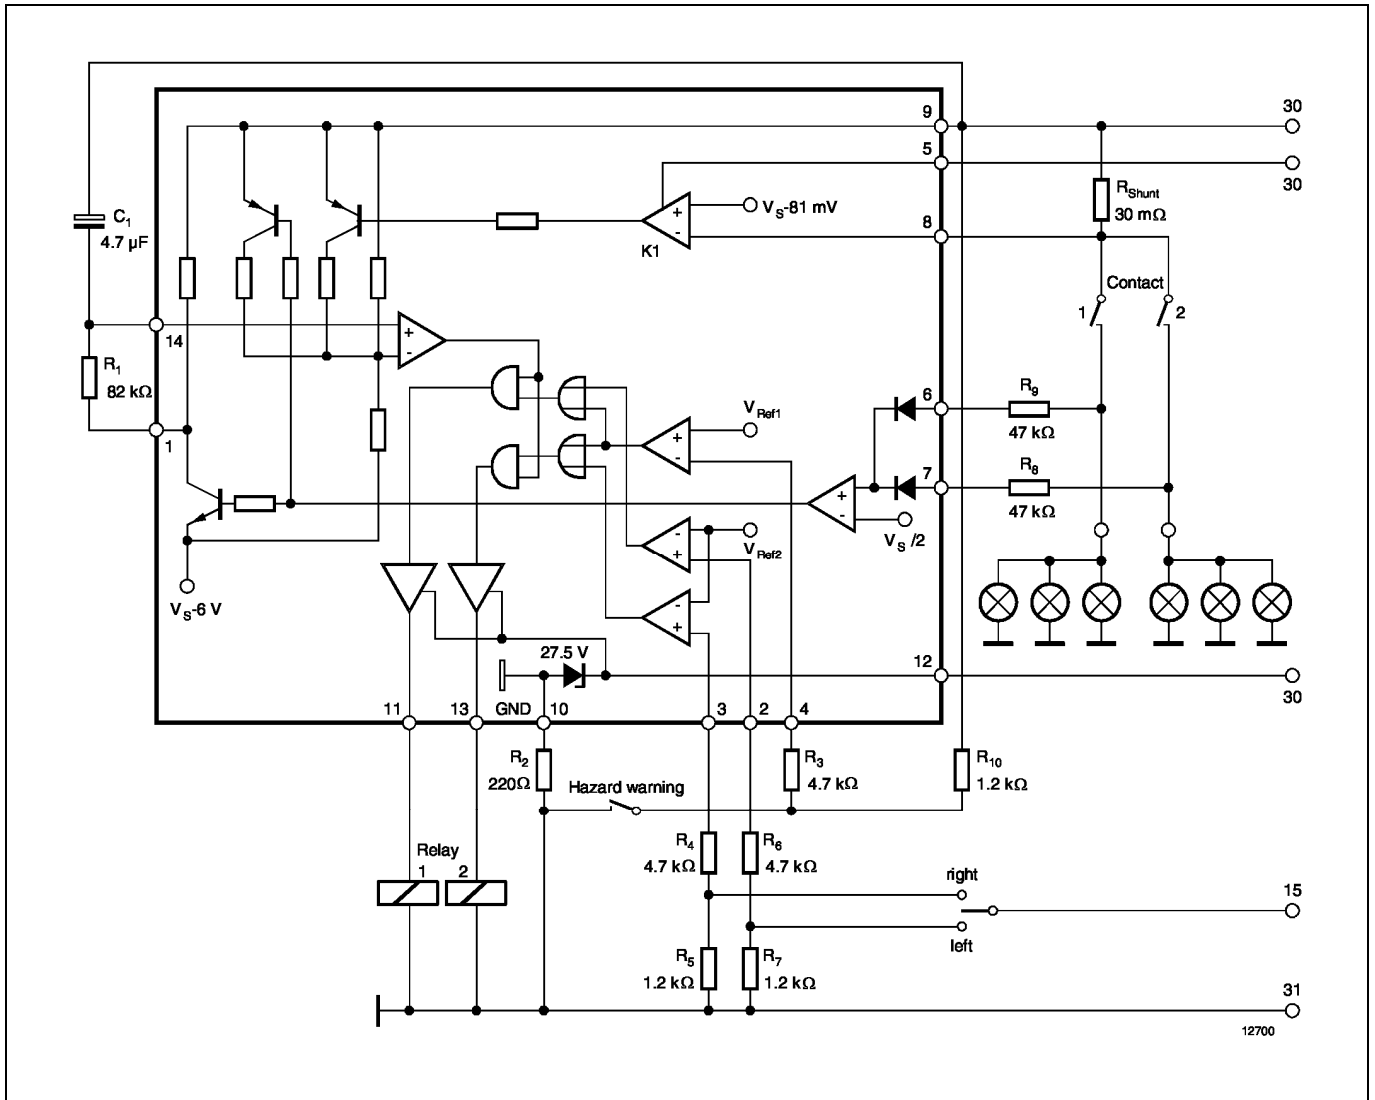 30
9
5
30
R Shunt
30 mΩ
+
VS-81 mV
-
K1
8
C1
4.7 µF
Contact
1
2
14
+
-
R1
82 kΩ
6
R9
47 kΩ
VRef1
+
-
1
7
R8
47 kΩ
+
-
VS /2
-
+
VRef2
VS-6 V
-
+
27.5 V
12
30
11
13
GND
10
3
2
4
R2
220Ω
Hazard warning
R3
4.7 kΩ
R10
1.2 kΩ
R4
4.7 kΩ
R6
4.7 kΩ
Relay
1
2
right
15
left
R5
1.2 kΩ
R7
1.2 kΩ
31
12700